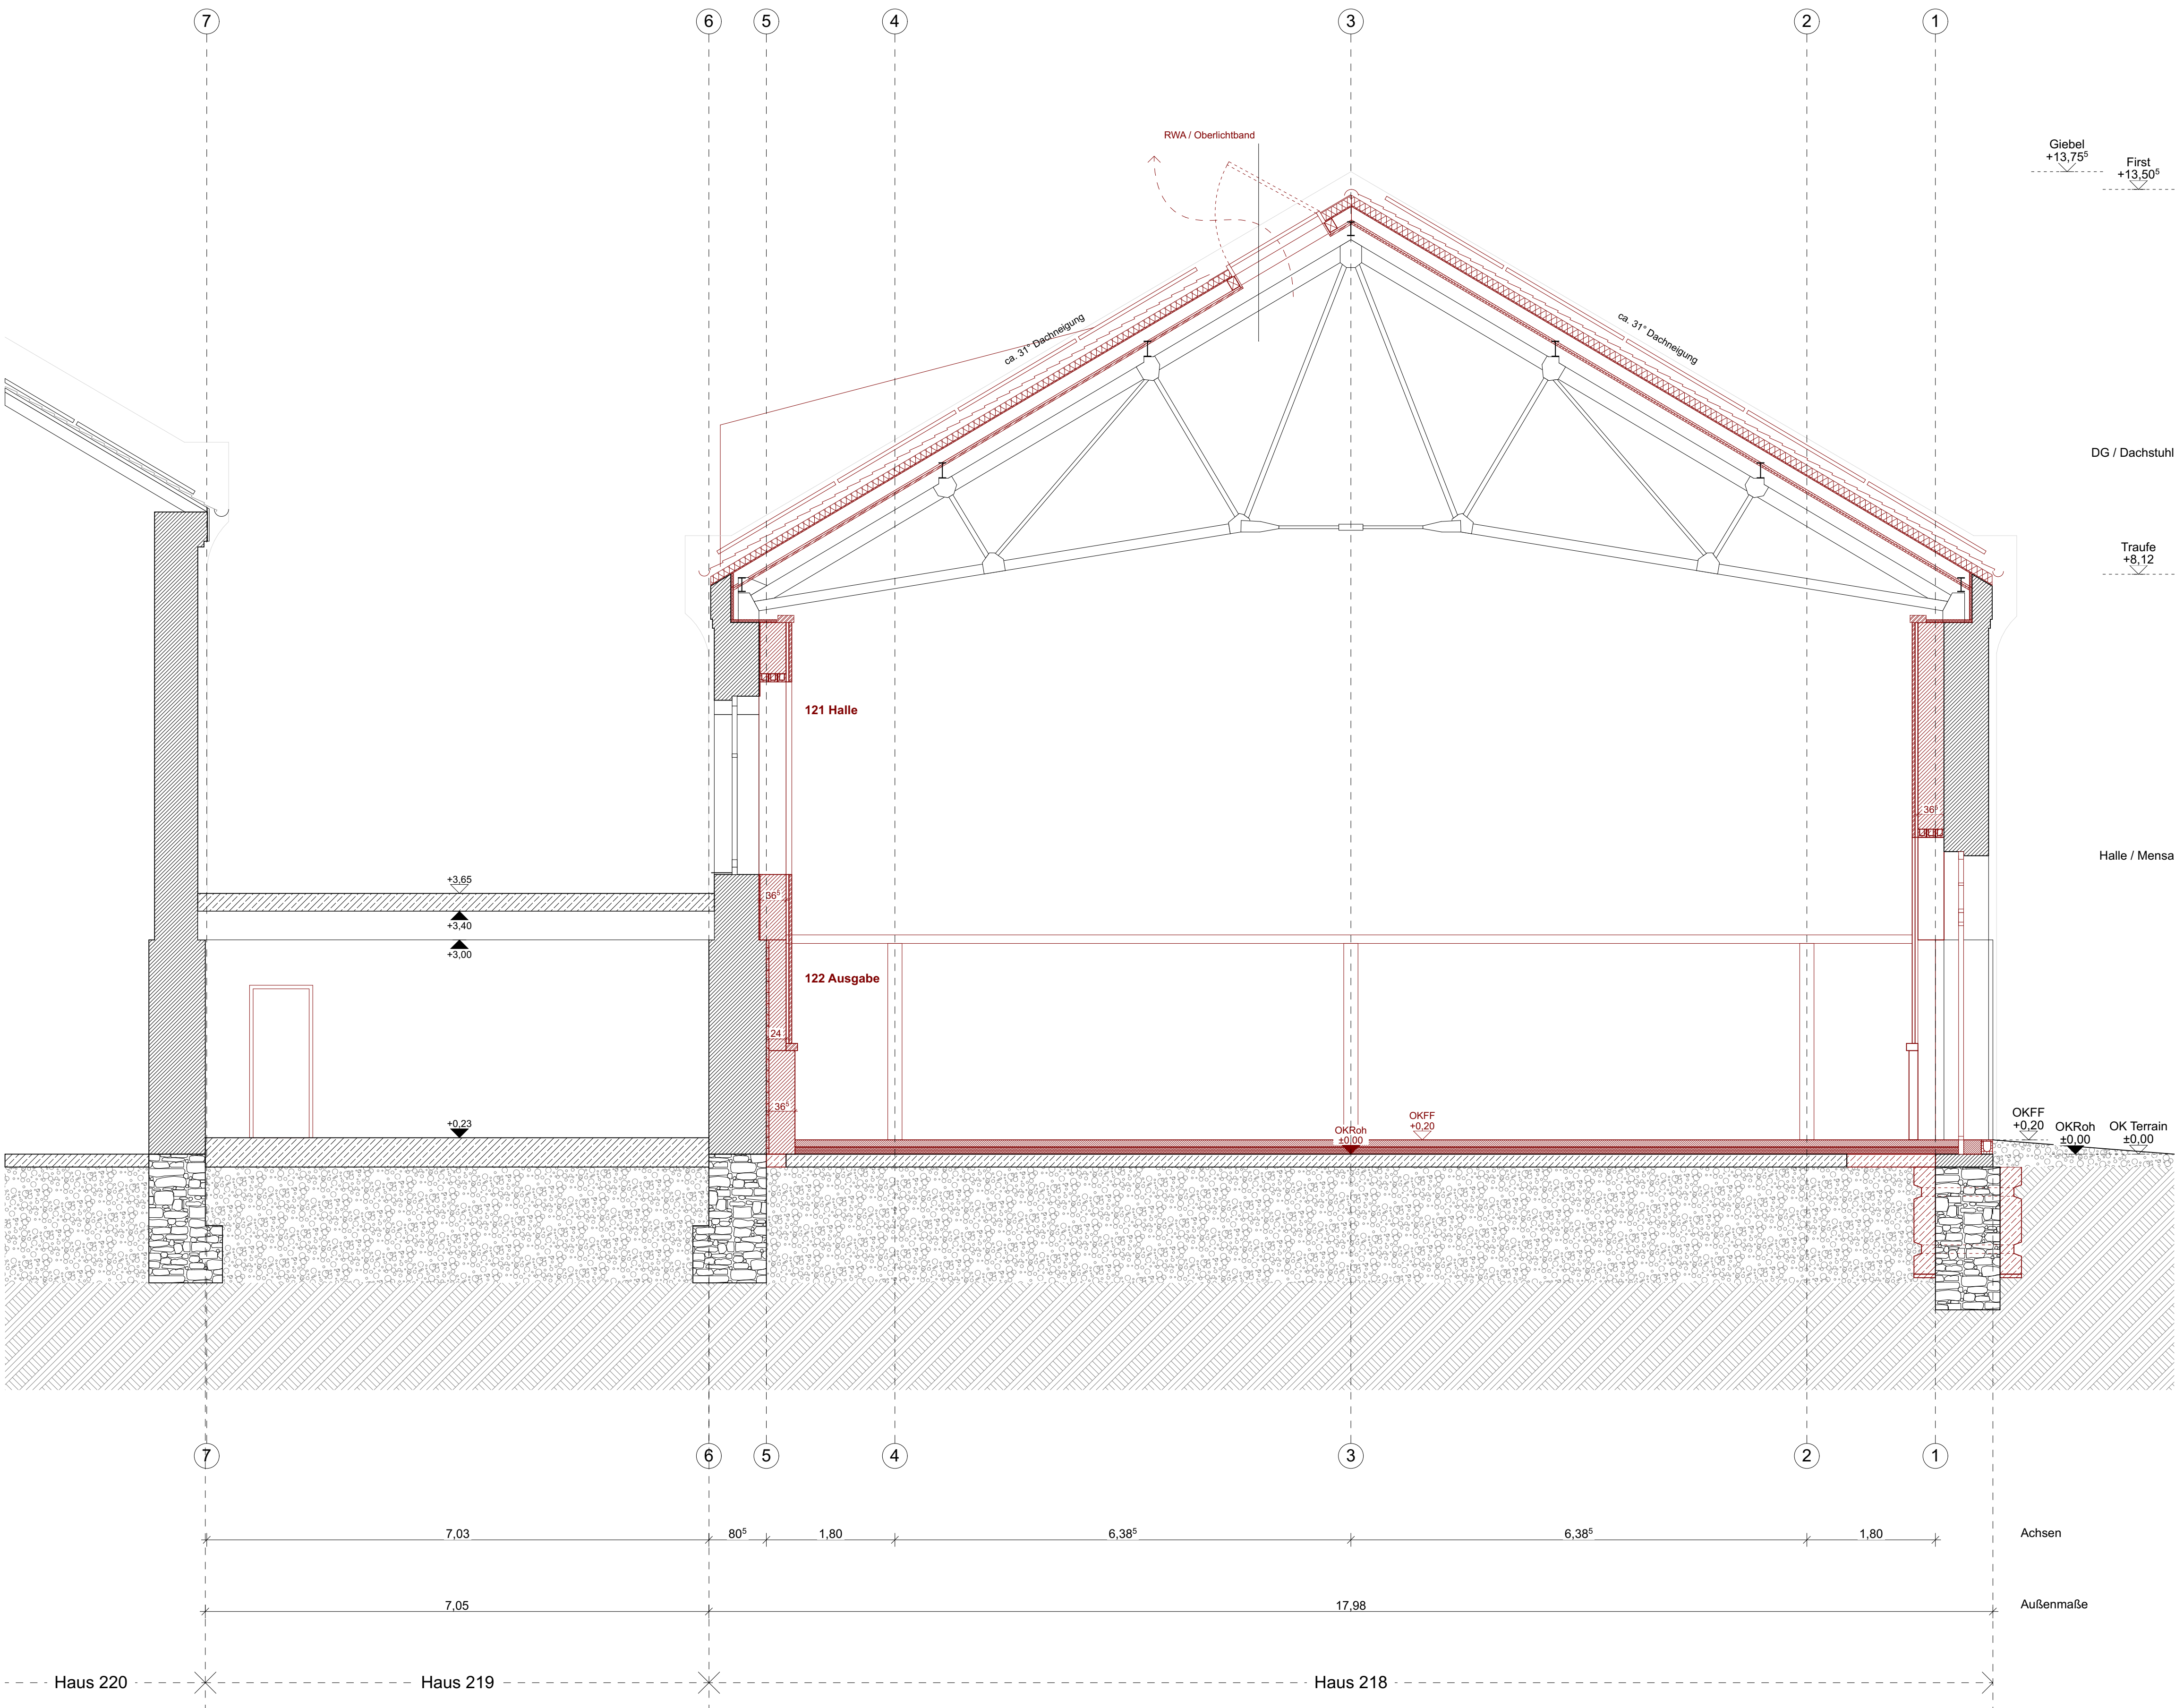 7 6 5 4 3 2 1
RWA / Oberlichtband
Giebel
+13,75⁵
First
+13,50⁵
ca. 31° Dachneigung
ca. 31° Dachneigung
DG / Dachstuhl
Traufe
+8,12
121 Halle
36⁵
Halle / Mensa
+3,65
36⁵
+3,40
+3,00
122 Ausgabe
24
36⁵
+0,23
OKRoh
±0,00
OKFF
+0,20
OKFF
+0,20
OKRoh
±0,00
OK Terrain
±0,00
7 6 5 4 3 2 1
7,03 80⁵ 1,80 6,38⁵ 6,38⁵ 1,80 Achsen
7,05 17,98 Außenmaße
Haus 220 Haus 219 Haus 218